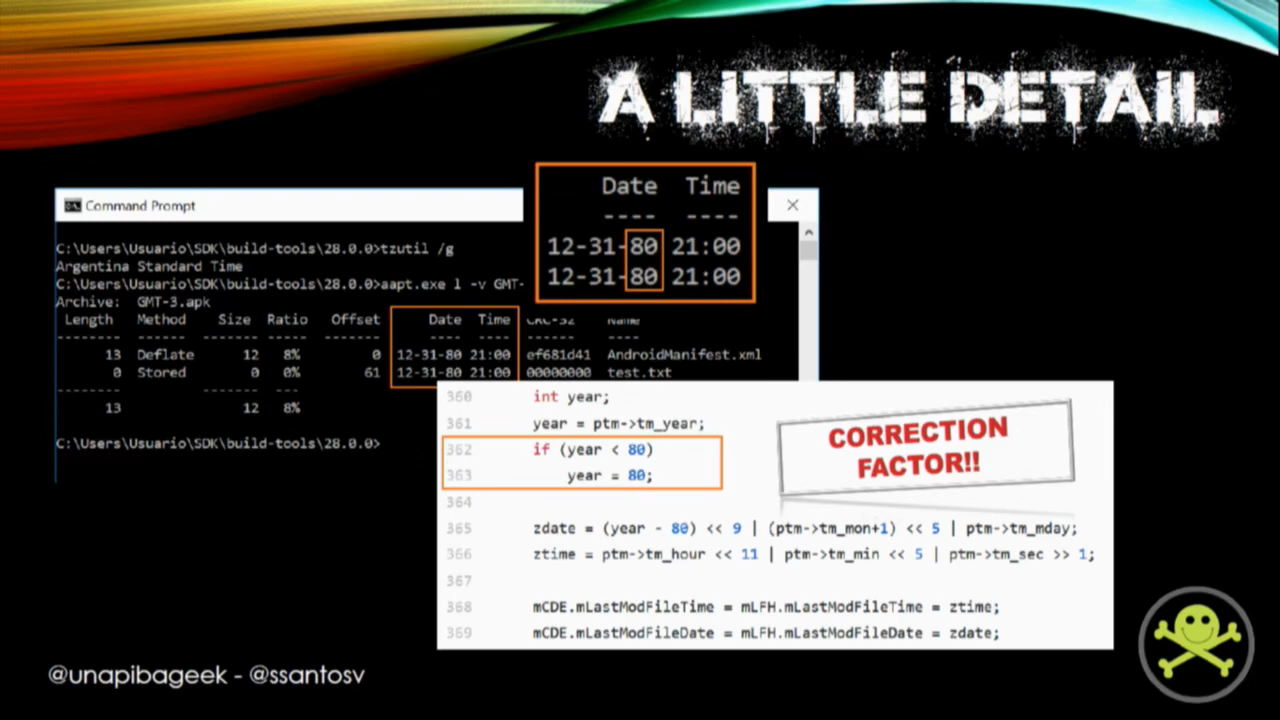 A LITTLE DETAIL
Command Prompt
C:\Users\Usuario\SDK\build-tools\28.0.0>tzutil /g
Argentina Standard Time
C:\Users\Usuario\SDK\build-tools\28.0.0>aapt.exe l -v GMT-
Archive: GMT-3.apk
Length Method Size Ratio Offset Date Time CRC-32 Name
-------- ------ ------- ----- ------- ---- ---- ------ ----
13 Deflate 12 8% 0 12-31-80 21:00 ef681d41 AndroidManifest.xml
0 Stored 0 0% 61 12-31-80 21:00 00000000 test.txt
-------- ------- ---
13 12 8%
C:\Users\Usuario\SDK\build-tools\28.0.0>
Date Time
---- ----
12-31-80 21:00
12-31-80 21:00
360 int year;
361 year = ptm->tm_year;
362 if (year < 80)
363 year = 80;
364
365 zdate = (year - 80) << 9 | (ptm->tm_mon+1) << 5 | ptm->tm_mday;
366 ztime = ptm->tm_hour << 11 | ptm->tm_min << 5 | ptm->tm_sec >> 1;
367
368 mCDE.mLastModFileTime = mLFH.mLastModFileTime = ztime;
369 mCDE.mLastModFileDate = mLFH.mLastModFileDate = zdate;
CORRECTION
FACTOR!!
@unapibageek - @ssantosv